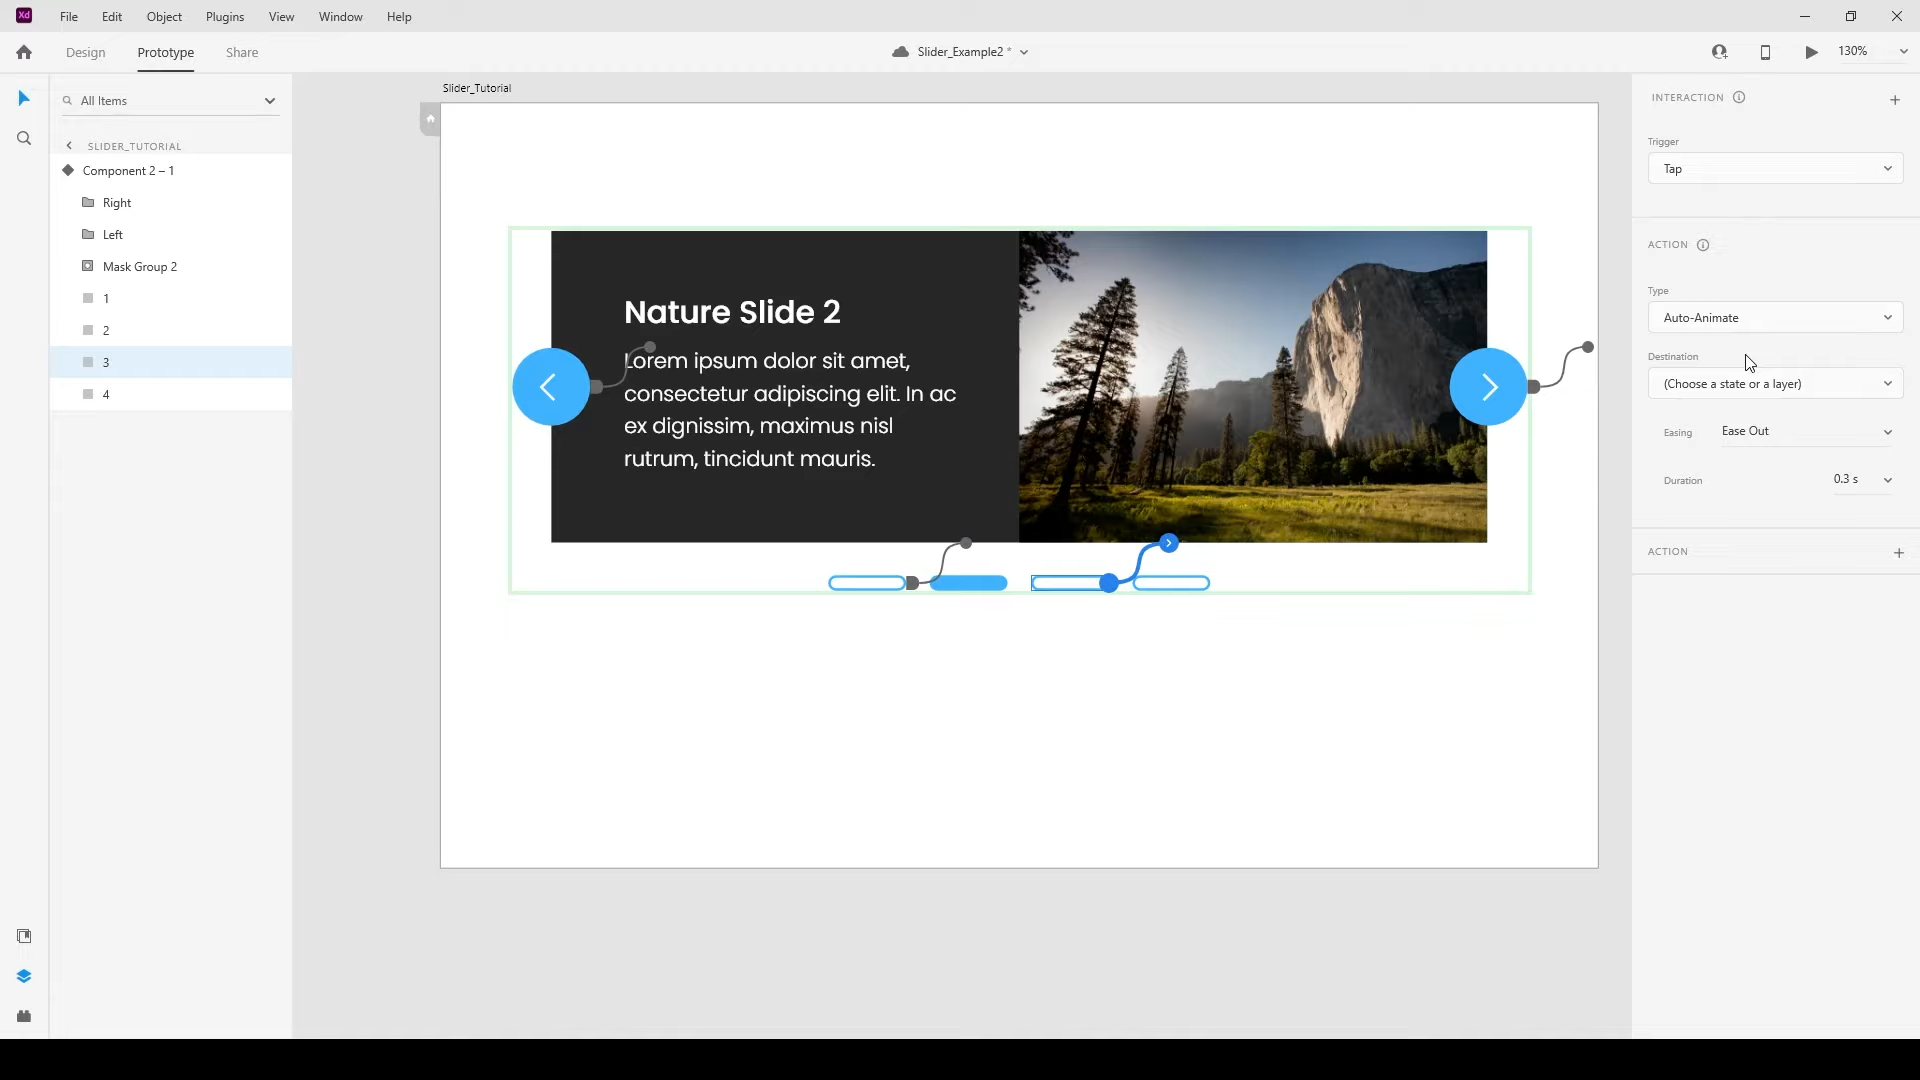 Xd File Edit Object Plugins View Window Help
Design Prototype Share Slider_Example2 * 130%
All Items
SLIDER_TUTORIAL
Component 2 – 1
Right
Left
Mask Group 2
1
2
3
4
Slider_Tutorial
Nature Slide 2
Lorem ipsum dolor sit amet,
consectetur adipiscing elit. In ac
ex dignissim, maximus nisl
rutrum, tincidunt mauris.
INTERACTION
Trigger
Tap
ACTION
Type
Auto-Animate
Destination
(Choose a state or a layer)
Easing Ease Out
Duration 0.3 s
ACTION